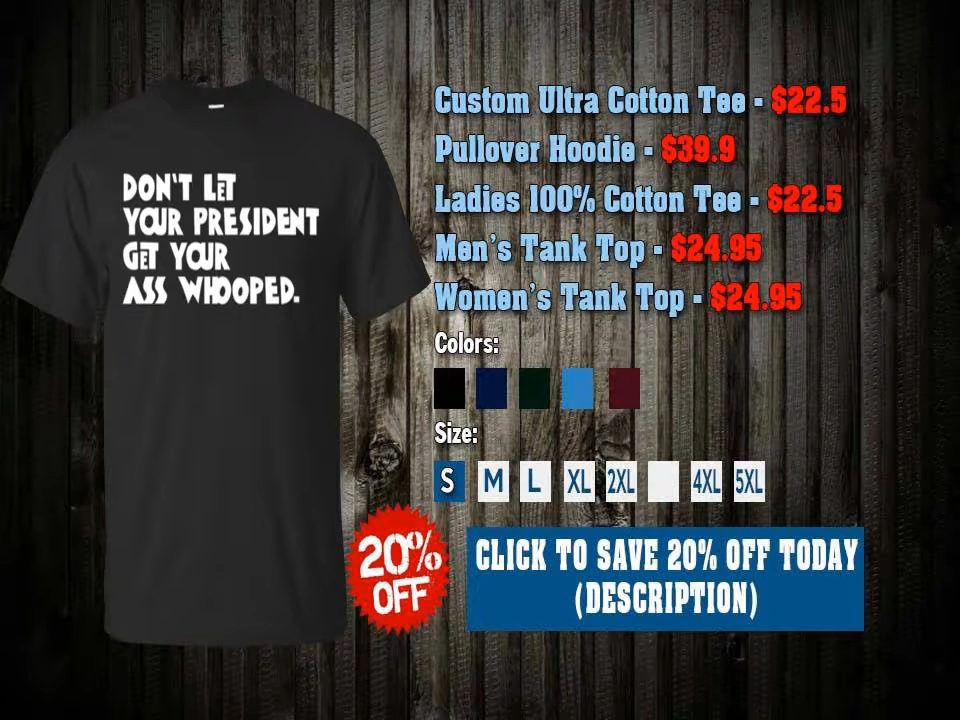 DON'T LET
YOUR PRESIDENT
GET YOUR
ASS WHOOPED.
Custom Ultra Cotton Tee - $22.5
Pullover Hoodie - $39.9
Ladies 100% Cotton Tee - $22.5
Men's Tank Top - $24.95
Women's Tank Top - $24.95
Colors:
Size:
S M L XL 2XL 4XL 5XL
20%
OFF
CLICK TO SAVE 20% OFF TODAY
(DESCRIPTION)